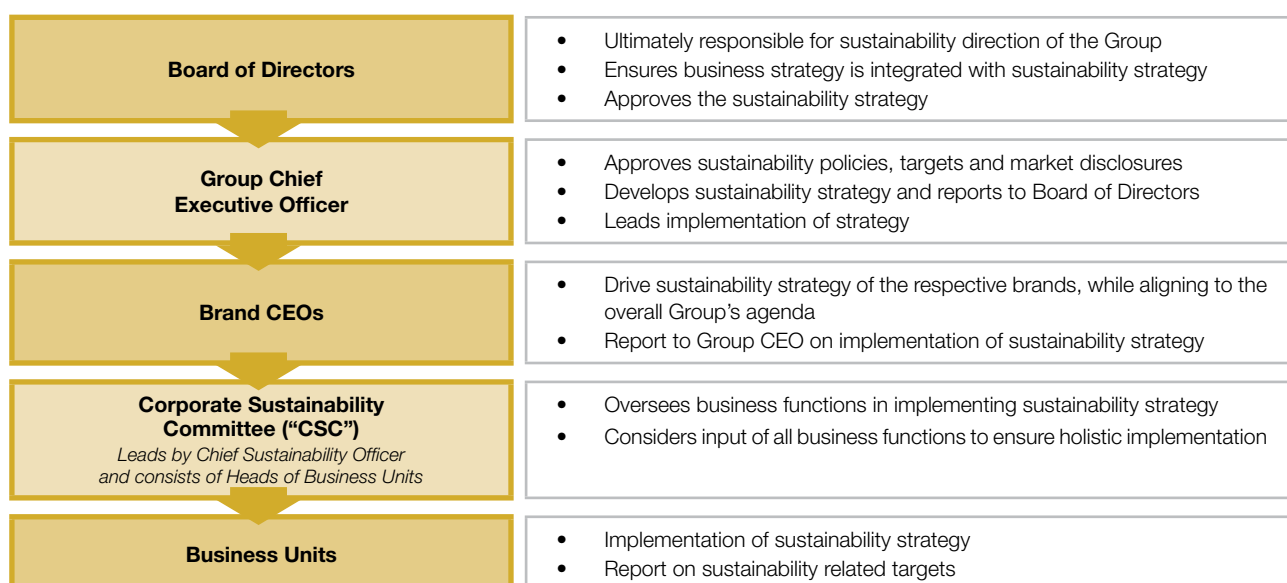 Board of Directors
• Ultimately responsible for sustainability direction of the Group
• Ensures business strategy is integrated with sustainability strategy
• Approves the sustainability strategy
Group Chief
Executive Officer
• Approves sustainability policies, targets and market disclosures
• Develops sustainability strategy and reports to Board of Directors
• Leads implementation of strategy
Brand CEOs
• Drive sustainability strategy of the respective brands, while aligning to the
overall Group’s agenda
• Report to Group CEO on implementation of sustainability strategy
Corporate Sustainability
Committee (“CSC”)
Leads by Chief Sustainability Officer
and consists of Heads of Business Units
• Oversees business functions in implementing sustainability strategy
• Considers input of all business functions to ensure holistic implementation
Business Units
• Implementation of sustainability strategy
• Report on sustainability related targets